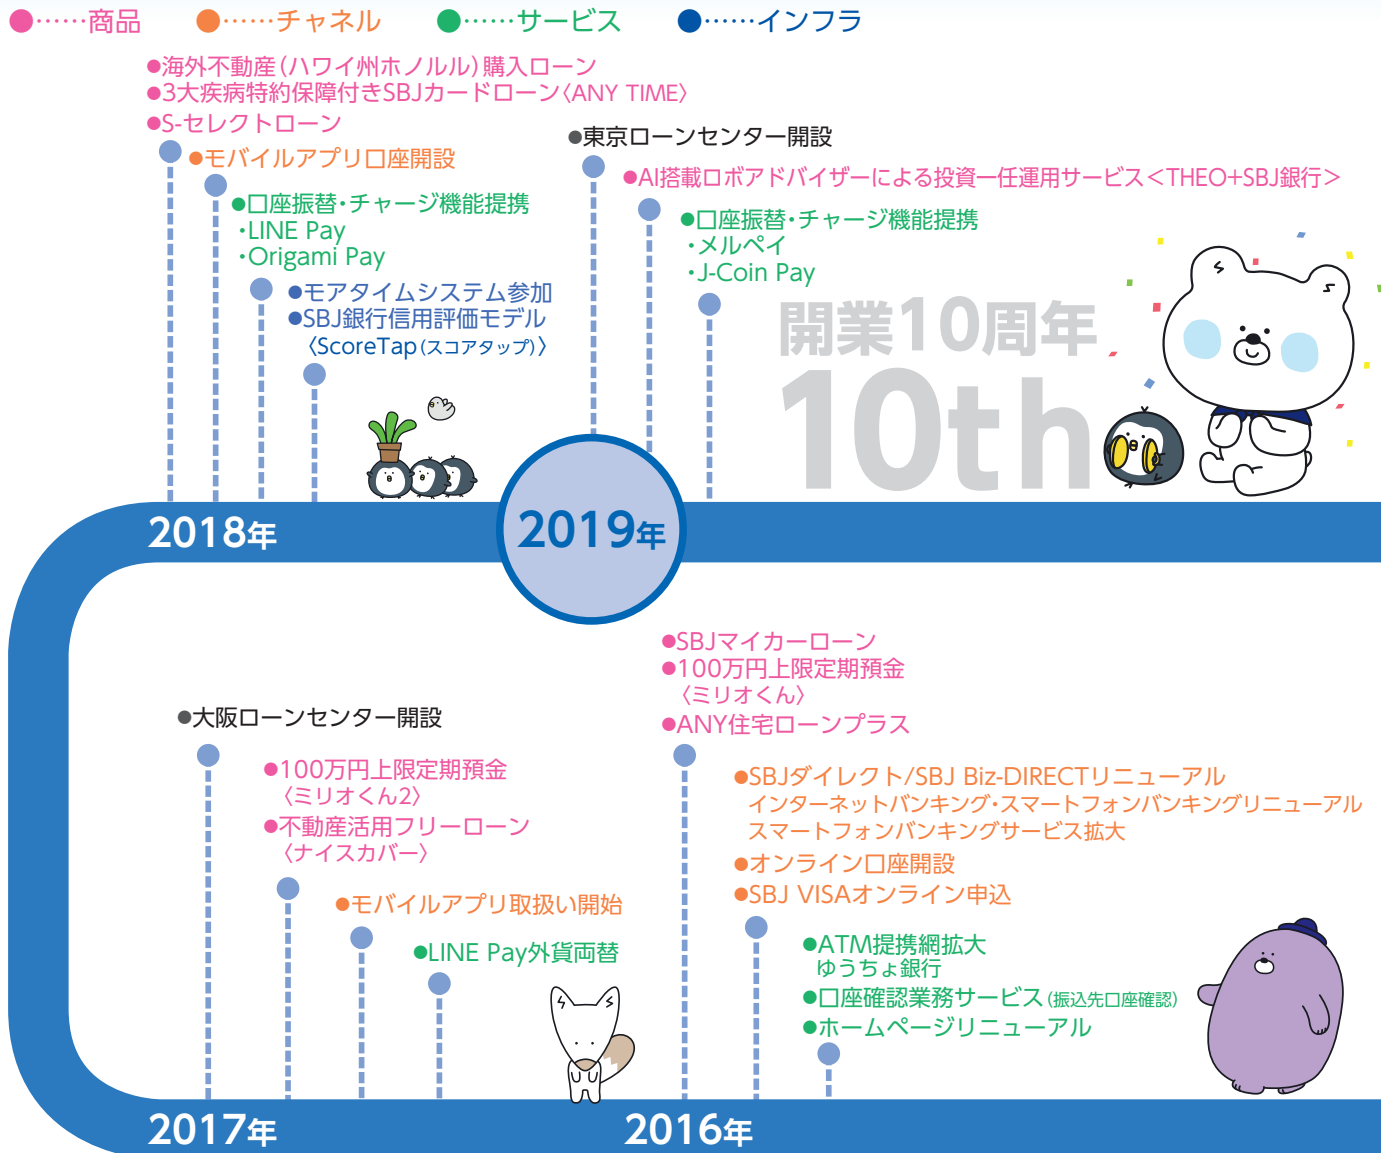 ●……商品 ●……チャネル ●……サービス ●……インフラ
●海外不動産(ハワイ州ホノルル)購入ローン
●3大疾病特約保障付きSBJカードローン〈ANY TIME〉
●S-セレクトローン
●モバイルアプリ口座開設
●口座振替・チャージ機能提携
・LINE Pay
・Origami Pay
●モアタイムシステム参加
●SBJ銀行信用評価モデル
〈ScoreTap(スコアタップ)〉
2018年
●東京ローンセンター開設
●AI搭載ロボアドバイザーによる投資一任運用サービス<THEO+SBJ銀行>
●口座振替・チャージ機能提携
・メルペイ
・J-Coin Pay
開業10周年
10th
2019年
●大阪ローンセンター開設
●100万円上限定期預金
〈ミリオくん2〉
●不動産活用フリーローン
〈ナイスカバー〉
●モバイルアプリ取扱い開始
●LINE Pay外貨両替
2017年
●SBJマイカーローン
●100万円上限定期預金
〈ミリオくん〉
●ANY住宅ローンプラス
●SBJダイレクト/SBJ Biz-DIRECTリニューアル
インターネットバンキング・スマートフォンバンキングリニューアル
スマートフォンバンキングサービス拡大
●オンライン口座開設
●SBJ VISAオンライン申込
●ATM提携網拡大
ゆうちょ銀行
●口座確認業務サービス(振込先口座確認)
●ホームページリニューアル
2016年